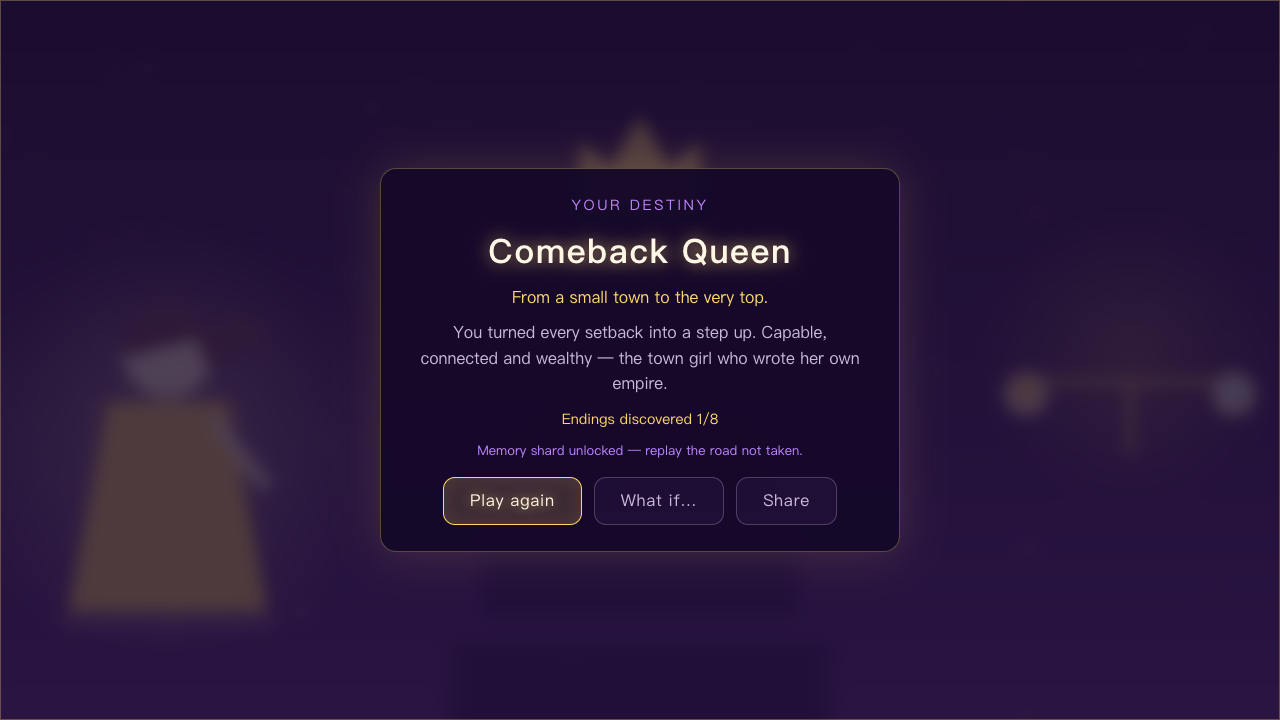 YOUR DESTINY
Comeback Queen
From a small town to the very top.
You turned every setback into a step up. Capable,
connected and wealthy — the town girl who wrote her own
empire.
Endings discovered 1/8
Memory shard unlocked — replay the road not taken.
Play again
What if...
Share